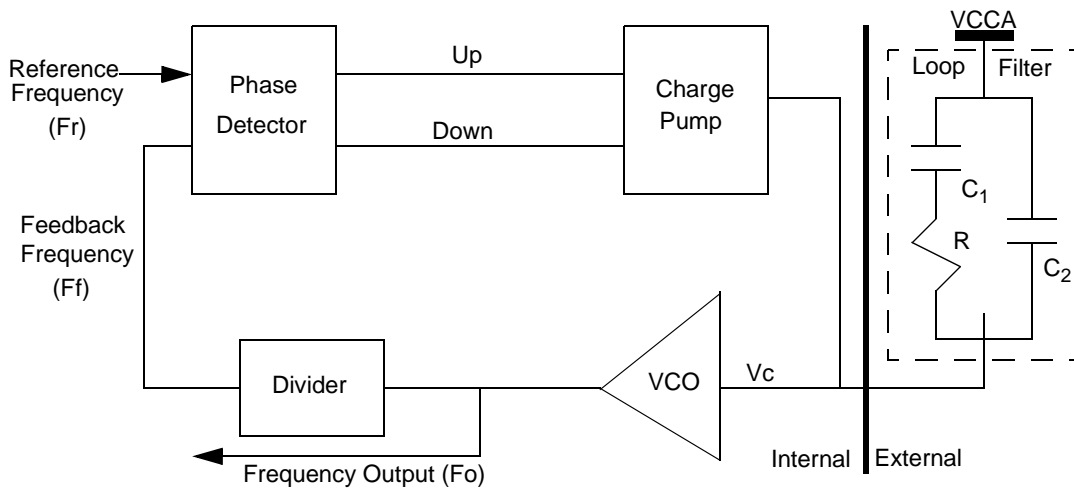 VCCA
Loop Filter
Reference
Frequency
(Fr)
Phase
Detector
Up
Down
Charge
Pump
C1
R
C2
Feedback
Frequency
(Ff)
Divider
VCO
Vc
Frequency Output (Fo)
Internal
External